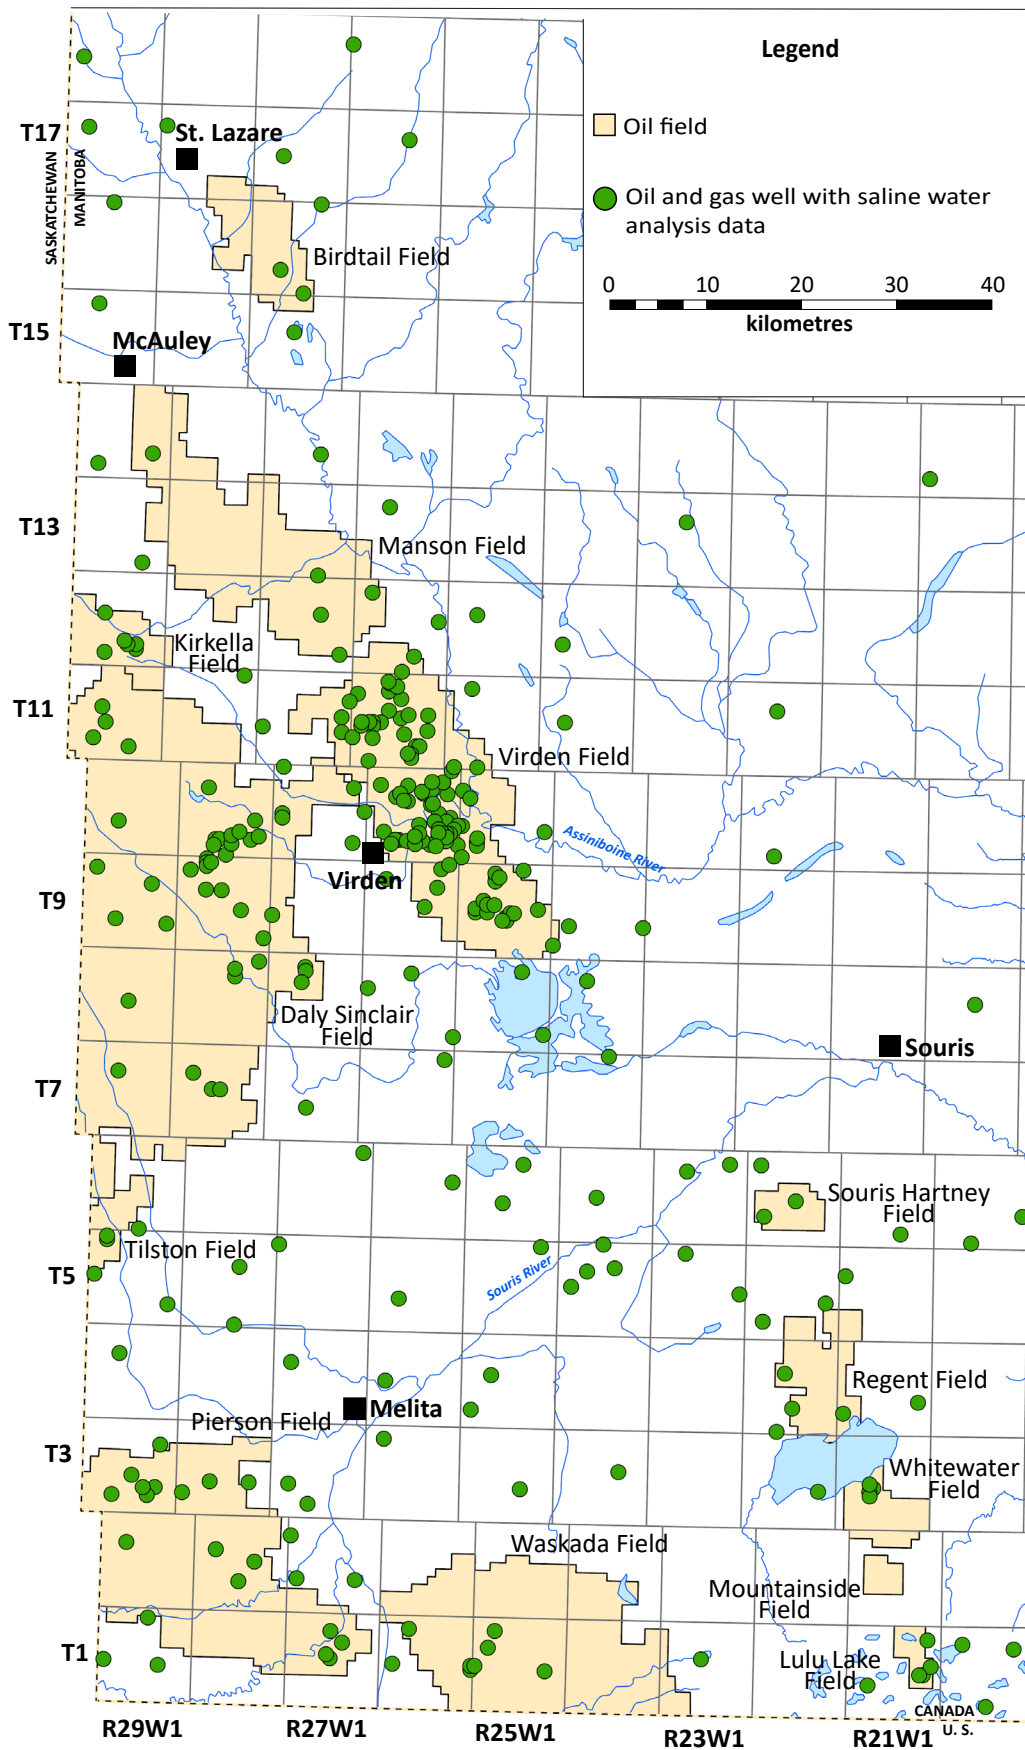 Legend
Oil field
Oil and gas well with saline water
analysis data
0 10 20 30 40
kilometres
T17
St. Lazare
SASKATCHEWAN
MANITOBA
Birdtail Field
T15
McAuley
T13
Manson Field
Kirkella
Field
T11
Virden Field
Assiniboine River
Virden
T9
Daly Sinclair
Field
Souris
T7
Souris Hartney
Field
Tilston Field
T5
Souris River
Regent Field
Melita
Pierson Field
T3
Whitewater
Field
Waskada Field
Mountainside
Field
T1
Lulu Lake
Field
CANADA
U. S.
R29W1
R27W1
R25W1
R23W1
R21W1